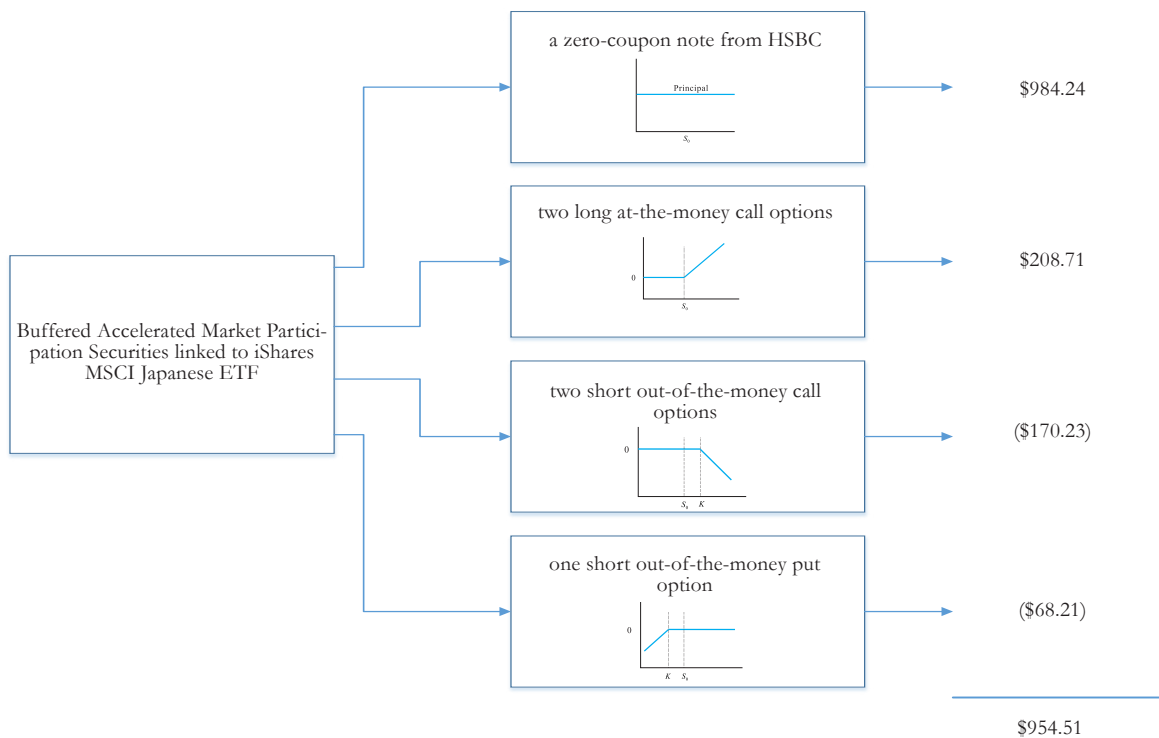 a zero-coupon note from HSBC
Principal
S₀
$984.24
two long at-the-money call options
0
S₀
$208.71
Buffered Accelerated Market Partici-
pation Securities linked to iShares
MSCI Japanese ETF
two short out-of-the-money call
options
0
S₀ K
($170.23)
one short out-of-the-money put
option
0
K S₀
($68.21)
$954.51